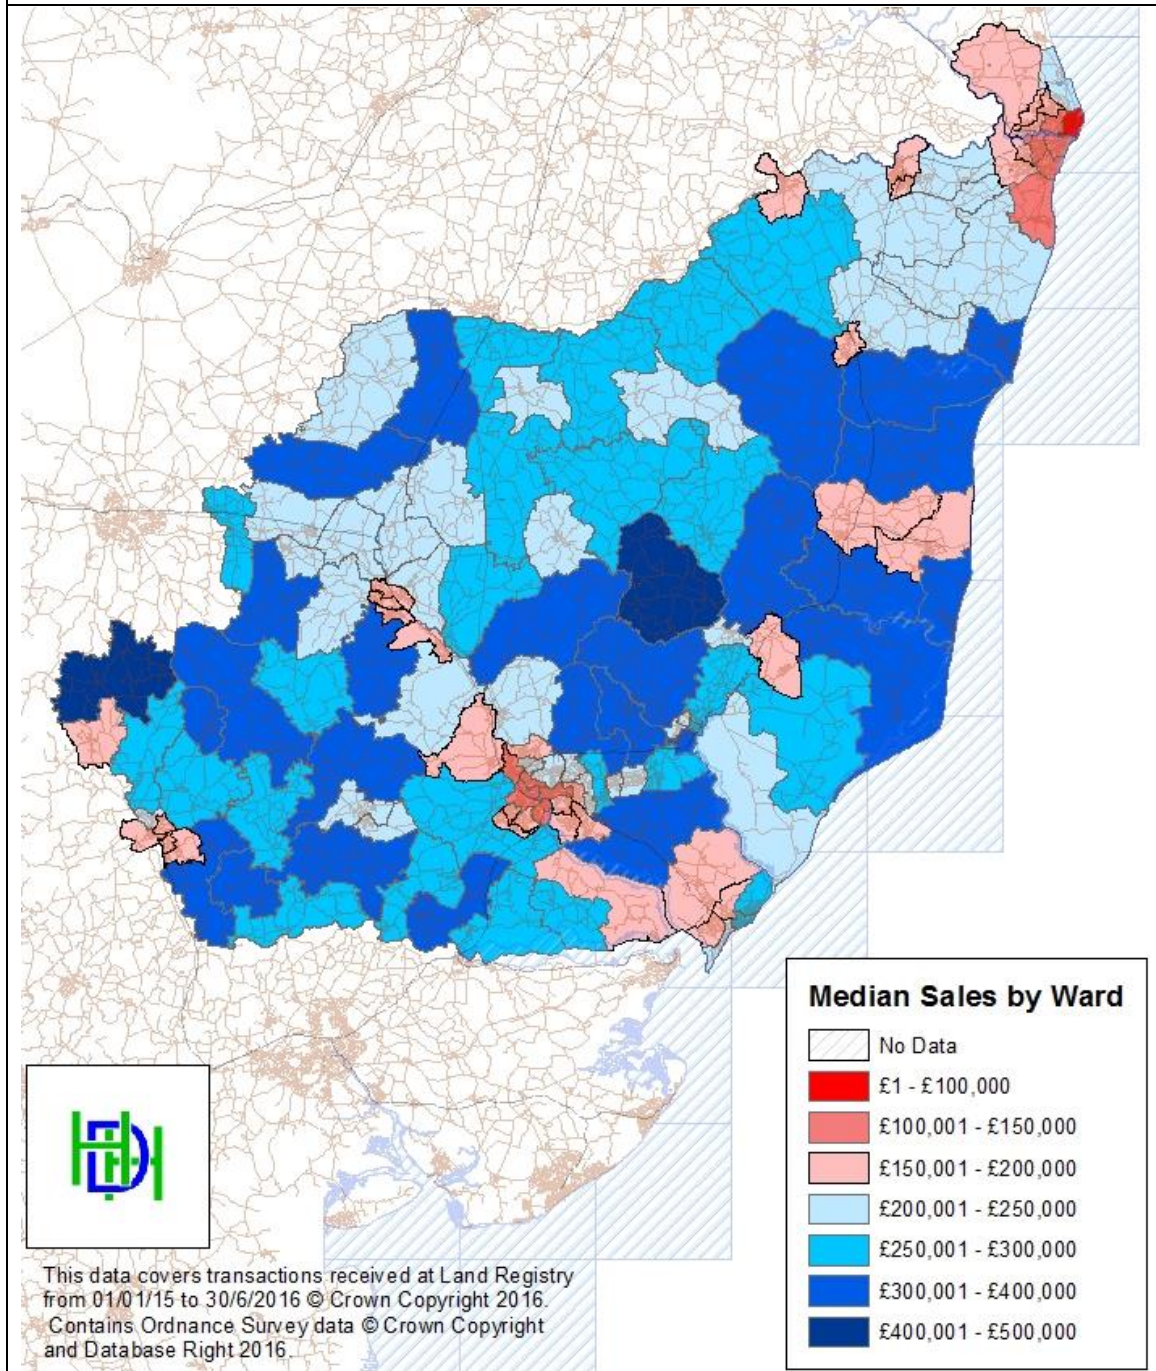 Median Sales by Ward
No Data
£1 - £100,000
£100,001 - £150,000
£150,001 - £200,000
£200,001 - £250,000
£250,001 - £300,000
£300,001 - £400,000
£400,001 - £500,000
HDH
This data covers transactions received at Land Registry
from 01/01/15 to 30/6/2016 © Crown Copyright 2016.
Contains Ordnance Survey data © Crown Copyright
and Database Right 2016.